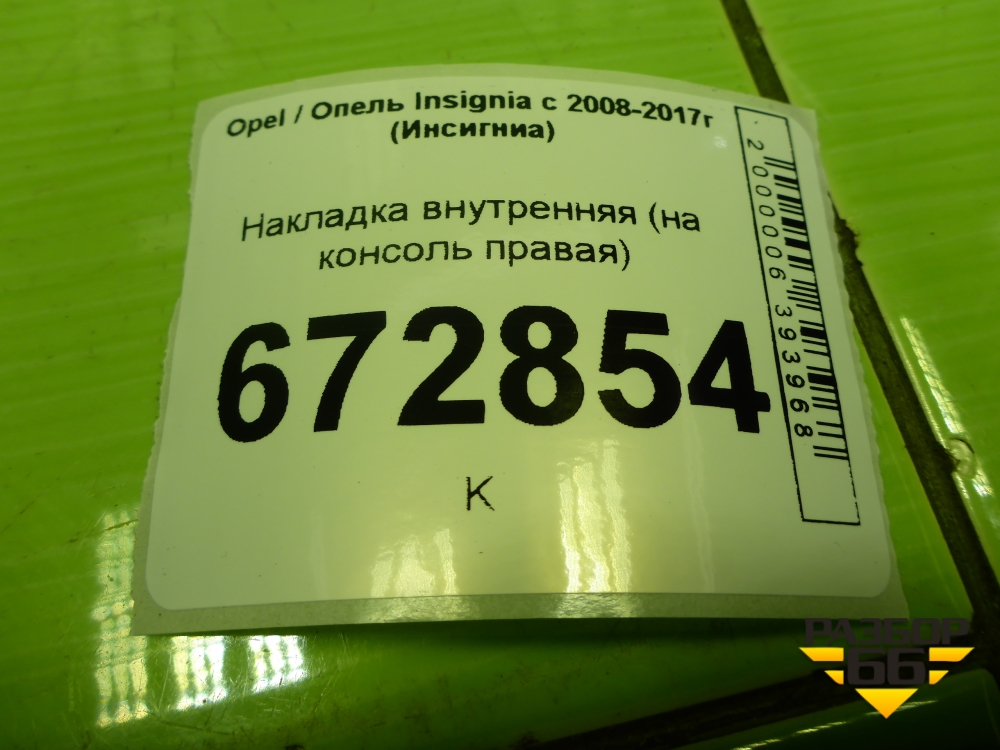 Opel / Опель Insignia с 2008-2017г
(Инсигниа)
Накладка внутренняя (на
консоль правая)
672854
К
2000006393968
РАЗБОР
66